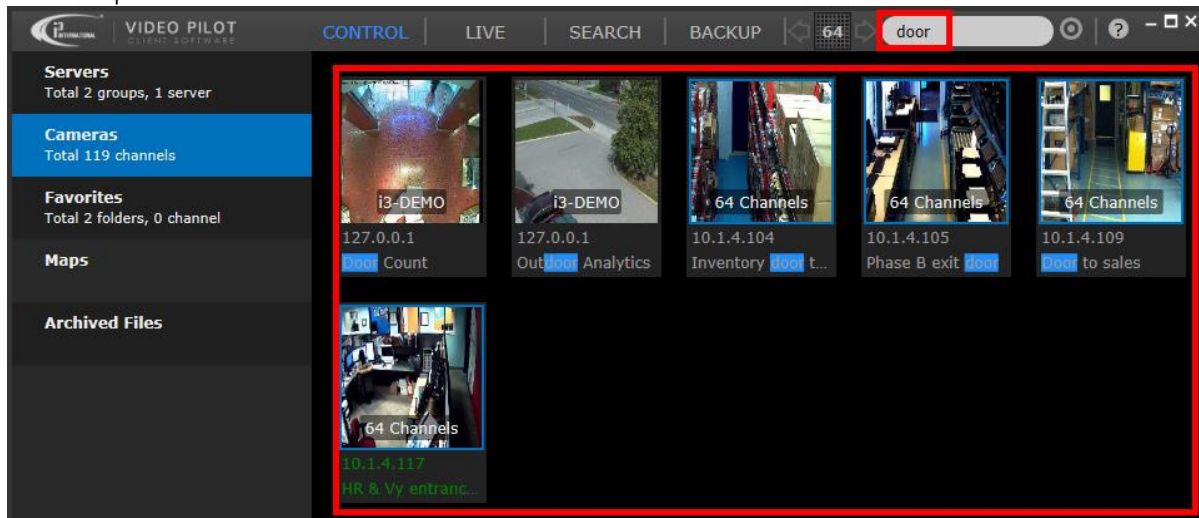 VIDEO PILOT
CLIENT SOFTWARE
CONTROL LIVE SEARCH BACKUP 64 door ?
Servers
Total 2 groups, 1 server
Cameras
Total 119 channels
Favorites
Total 2 folders, 0 channel
Maps
Archived Files
i3-DEMO
127.0.0.1
Door Count
i3-DEMO
127.0.0.1
Outdoor Analytics
64 Channels
10.1.4.104
Inventory door t...
64 Channels
10.1.4.105
Phase B exit door
64 Channels
10.1.4.109
Door to sales
64 Channels
10.1.4.117
HR & Vy entranc...